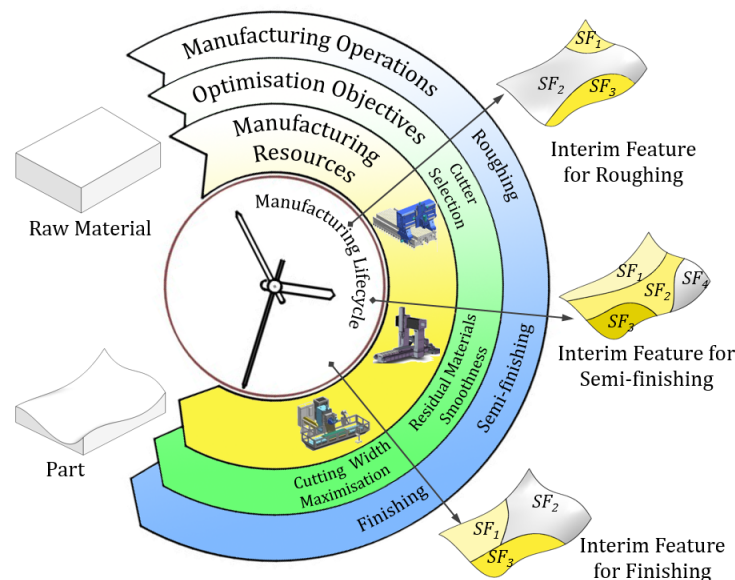 Manufacturing Operations
Optimisation Objectives
Manufacturing
Resources
Manufacturing Lifecycle
Roughing
Cutter
Selection
Semi-finishing
Residual Materials
Smoothness
Finishing
Cutting Width
Maximisation
Raw Material
Part
SF1
SF2
SF3
Interim Feature
for Roughing
SF1
SF2
SF4
SF3
Interim Feature for
Semi-finishing
SF2
SF1
SF3
Interim Feature
for Finishing